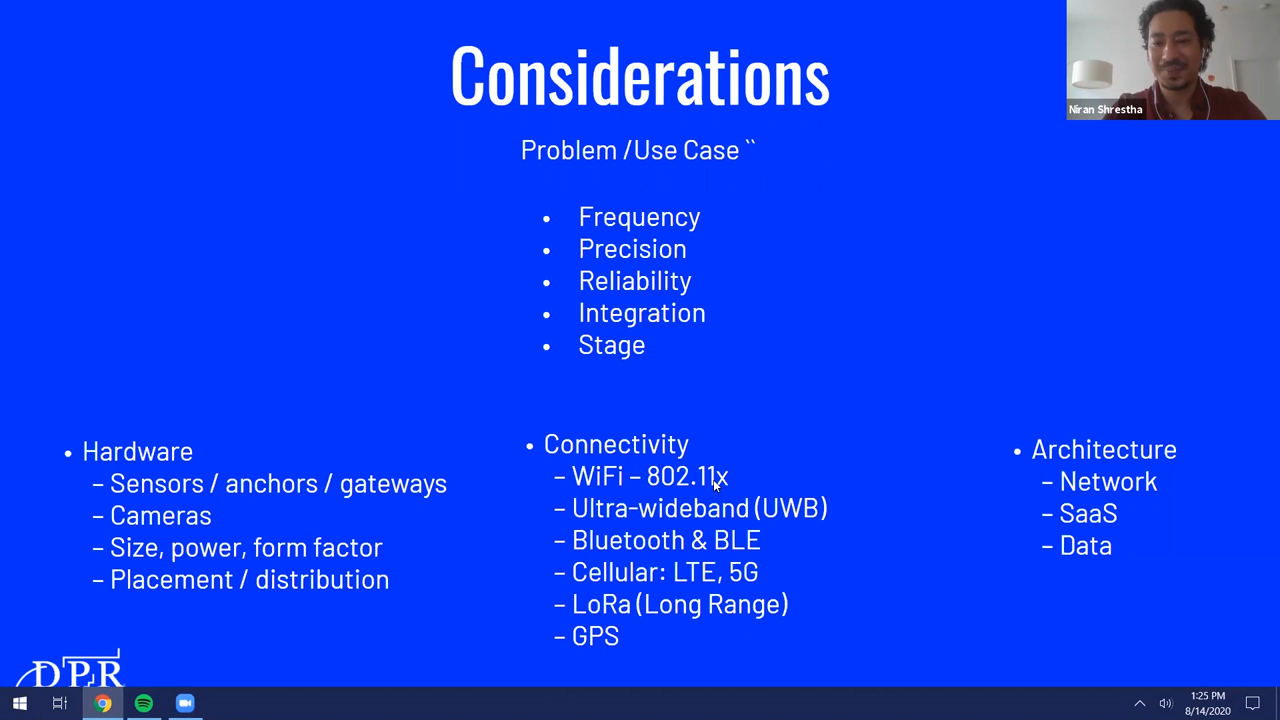 Considerations
Niran Shrestha
Problem /Use Case ``
• Frequency
• Precision
• Reliability
• Integration
• Stage
• Hardware
– Sensors / anchors / gateways
– Cameras
– Size, power, form factor
– Placement / distribution
• Connectivity
– WiFi – 802.11x
– Ultra-wideband (UWB)
– Bluetooth & BLE
– Cellular: LTE, 5G
– LoRa (Long Range)
– GPS
• Architecture
– Network
– SaaS
– Data
DPR
1:25 PM
8/14/2020